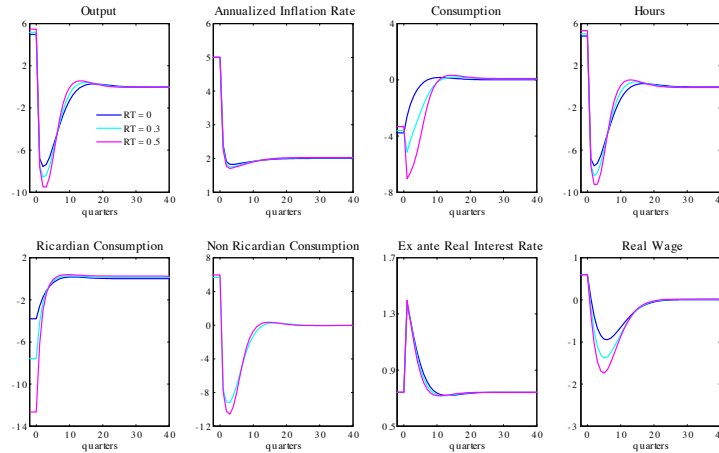 Output
Annualized Inflation Rate
Consumption
Hours
6
2
-2
-6
-10
RT = 0
RT = 0.3
RT = 0.5
0 10 20 30 40
quarters
6
5
4
3
2
1
0 10 20 30 40
quarters
4
0
-4
-8
0 10 20 30 40
quarters
6
2
-2
-6
-10
0 10 20 30 40
quarters
Ricardian Consumption
Non Ricardian Consumption
Ex ante Real Interest Rate
Real Wage
2
-2
-6
-10
-14
0 10 20 30 40
quarters
8
4
0
-4
-8
-12
0 10 20 30 40
quarters
1.7
1.3
0.9
0.5
0 10 20 30 40
quarters
1
0
-1
-2
-3
0 10 20 30 40
quarters